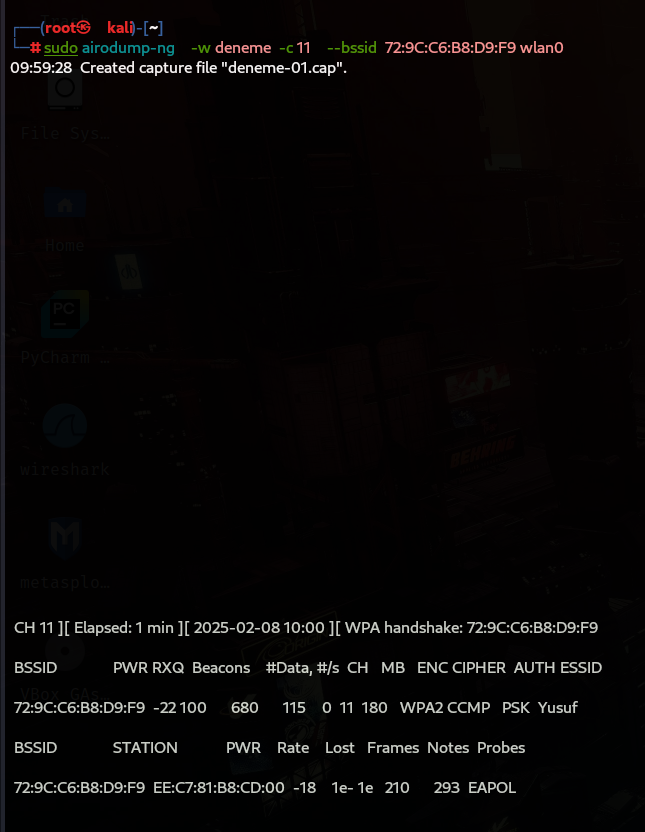 ┌──(root㉿kali)-[~]
└─# sudo airodump-ng -w deneme -c 11 --bssid 72:9C:C6:B8:D9:F9 wlan0
09:59:28 Created capture file "deneme-01.cap".
File Sys...
Home
PyCharm ...
wireshark
metasplo...
VBox_GAs...
CH 11 ][ Elapsed: 1 min ][ 2025-02-08 10:00 ][ WPA handshake: 72:9C:C6:B8:D9:F9
BSSID PWR RXQ Beacons #Data, #/s CH MB ENC CIPHER AUTH ESSID
72:9C:C6:B8:D9:F9 -22 100 680 115 0 11 180 WPA2 CCMP PSK Yusuf
BSSID STATION PWR Rate Lost Frames Notes Probes
72:9C:C6:B8:D9:F9 EE:C7:81:B8:CD:00 -18 1e- 1e 210 293 EAPOL